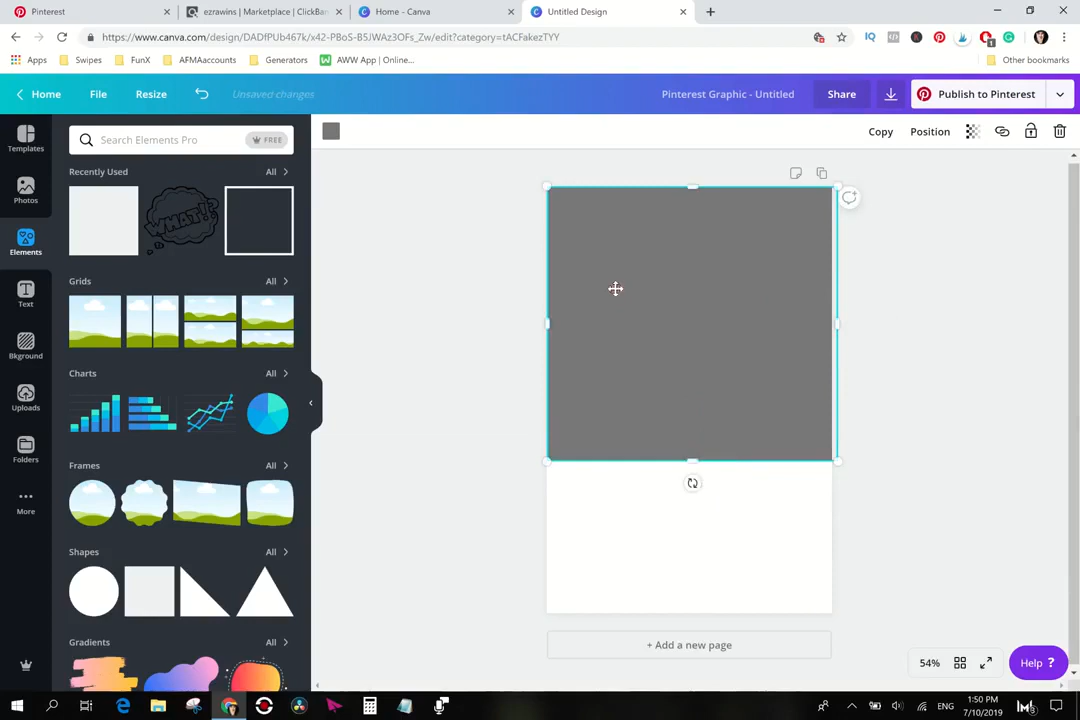 Pinterest
ezrawins | Marketplace | ClickBan
Home - Canva
Untitled Design
https://www.canva.com/design/DADfPUb467k/x42-PBoS-B5JWAz3OFs_Zw/edit?category=tACFakezTYY
IQ
Apps
Swipes
FunX
AFMAaccounts
Generators
AWW App | Online...
Other bookmarks
Home
File
Resize
Unsaved changes
Pinterest Graphic - Untitled
Share
Publish to Pinterest
Templates
Photos
Elements
Text
Bkground
Uploads
Folders
More
Search Elements Pro
FREE
Copy
Position
Recently Used
All
WHAT!?
Grids
All
Charts
All
Frames
All
Shapes
All
Gradients
All
+ Add a new page
54%
Help ?
ENG
1:50 PM
7/10/2019